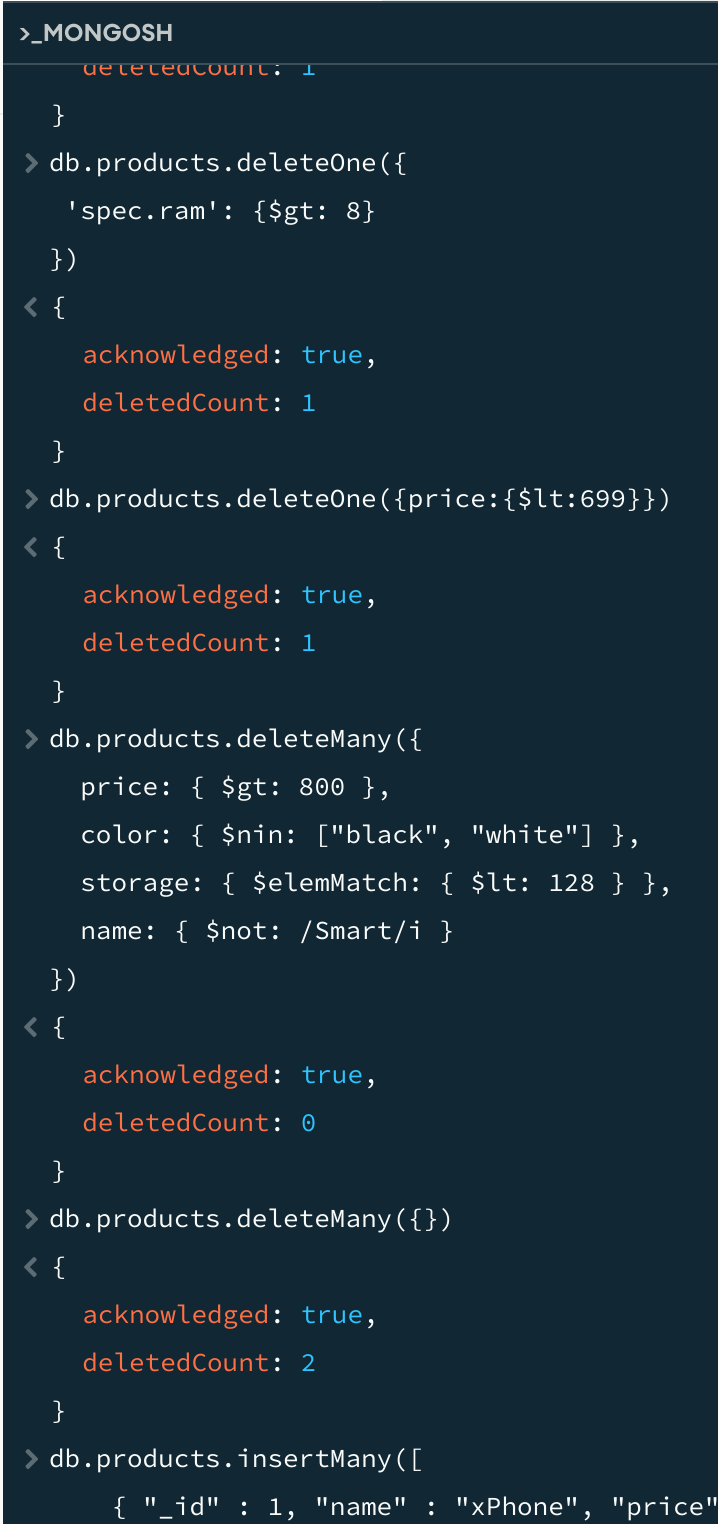 >_MONGOSH
deletedCount: 1
}
> db.products.deleteOne({
'spec.ram': {$gt: 8}
})
< {
acknowledged: true,
deletedCount: 1
}
> db.products.deleteOne({price:{$lt:699}})
< {
acknowledged: true,
deletedCount: 1
}
> db.products.deleteMany({
price: { $gt: 800 },
color: { $nin: ["black", "white"] },
storage: { $elemMatch: { $lt: 128 } },
name: { $not: /Smart/i }
})
< {
acknowledged: true,
deletedCount: 0
}
> db.products.deleteMany({})
< {
acknowledged: true,
deletedCount: 2
}
> db.products.insertMany([
{ "_id" : 1, "name" : "xPhone", "price"